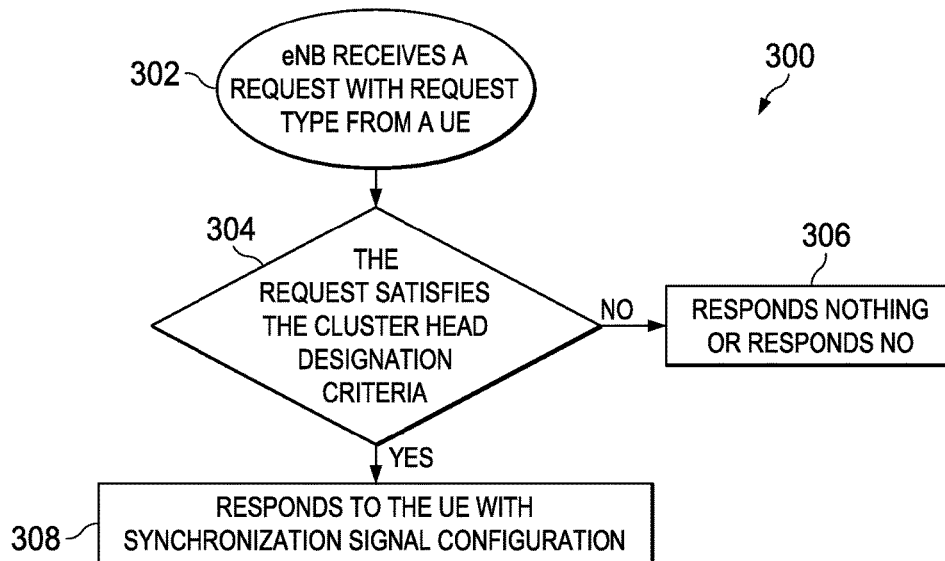 302
eNB RECEIVES A
REQUEST WITH REQUEST
TYPE FROM A UE
300
304
THE
REQUEST SATISFIES
THE CLUSTER HEAD
DESIGNATION
CRITERIA
NO
306
RESPONDS NOTHING
OR RESPONDS NO
YES
308
RESPONDS TO THE UE WITH
SYNCHRONIZATION SIGNAL CONFIGURATION